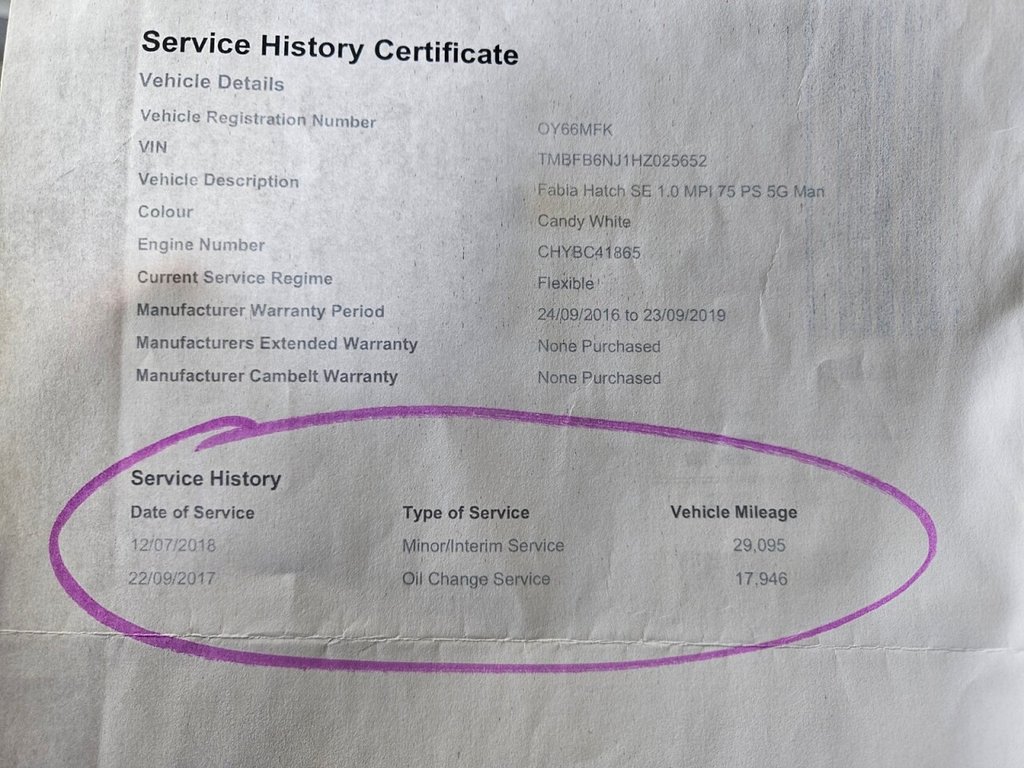 Service History Certificate
Vehicle Details
Vehicle Registration Number OY66MFK
VIN TMBFB6NJ1HZ025652
Vehicle Description Fabia Hatch SE 1.0 MPI 75 PS 5G Man
Colour Candy White
Engine Number CHYBC41865
Current Service Regime Flexible
Manufacturer Warranty Period 24/09/2016 to 23/09/2019
Manufacturers Extended Warranty None Purchased
Manufacturer Cambelt Warranty None Purchased
Service History
Date of Service Type of Service Vehicle Mileage
12/07/2018 Minor/Interim Service 29,095
22/09/2017 Oil Change Service 17,946